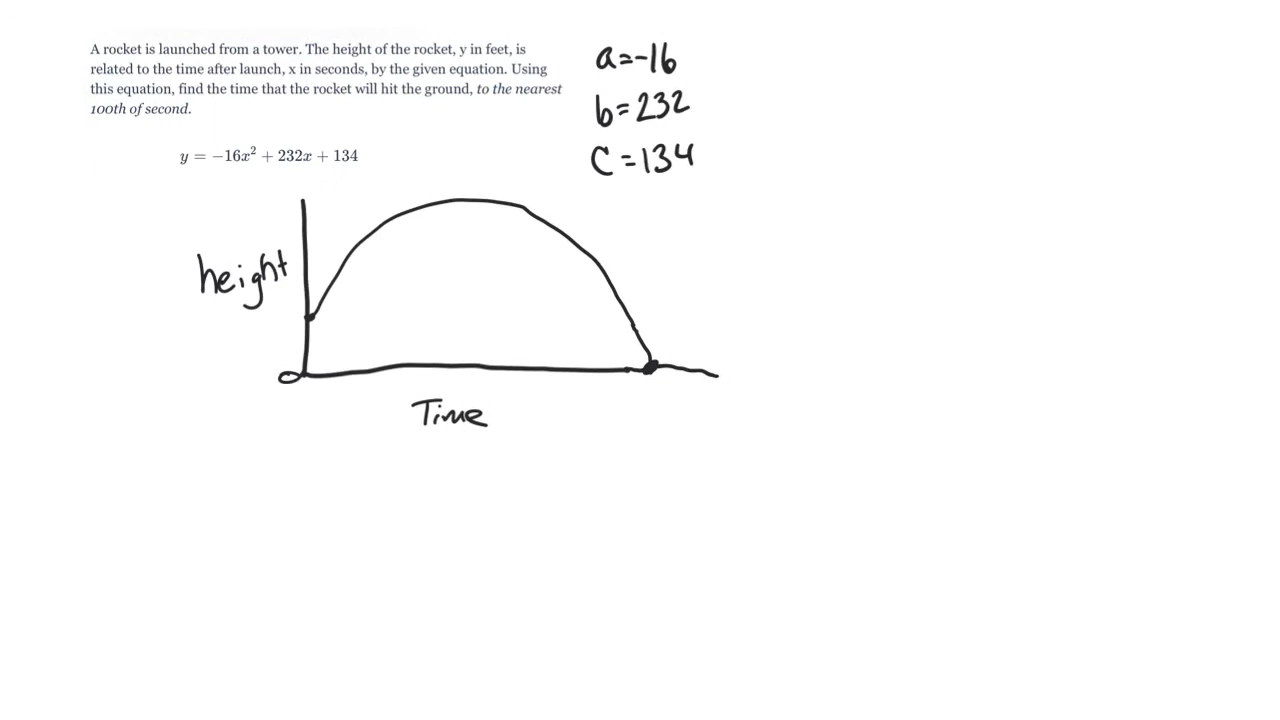 A rocket is launched from a tower. The height of the rocket, y in feet, is
related to the time after launch, x in seconds, by the given equation. Using
this equation, find the time that the rocket will hit the ground, to the nearest
100th of second.
y = −16x² + 232x + 134
a=-16
b=232
C=134
height
Time